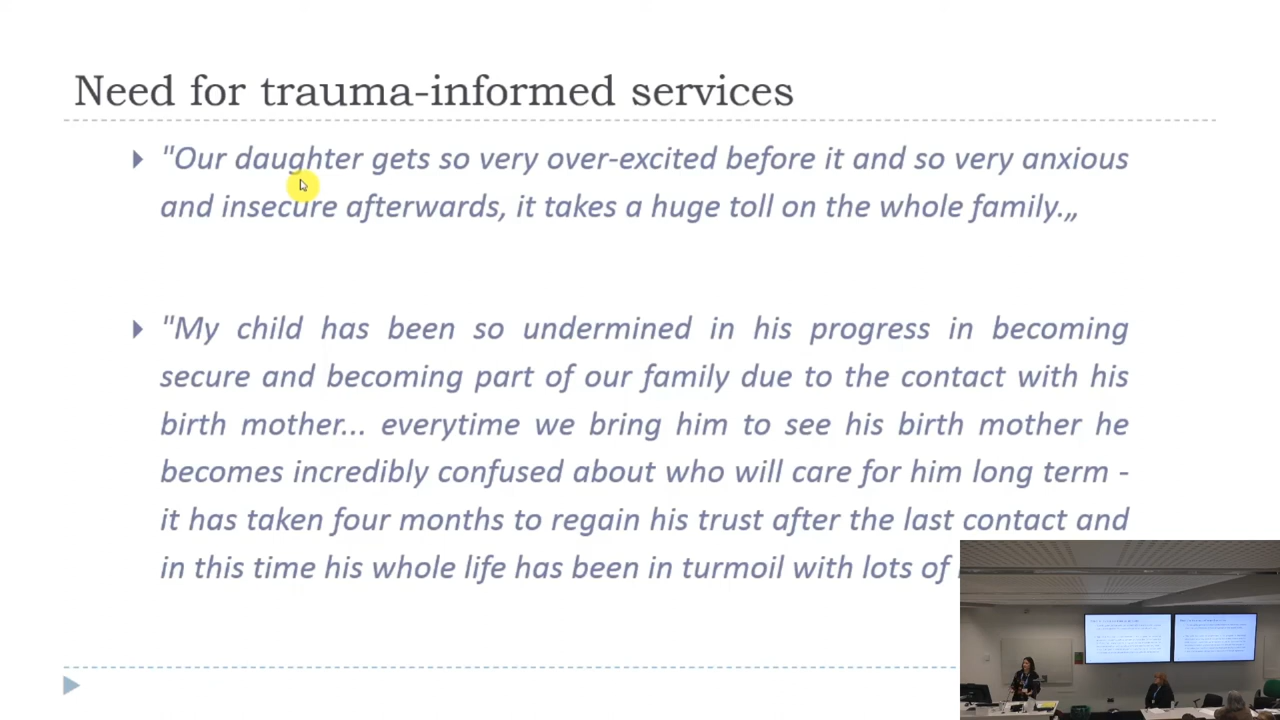 Need for trauma-informed services
"Our daughter gets so very over-excited before it and so very anxious
and insecure afterwards, it takes a huge toll on the whole family.„
"My child has been so undermined in his progress in becoming
secure and becoming part of our family due to the contact with his
birth mother... everytime we bring him to see his birth mother he
becomes incredibly confused about who will care for him long term -
it has taken four months to regain his trust after the last contact and
in this time his whole life has been in turmoil with lots of